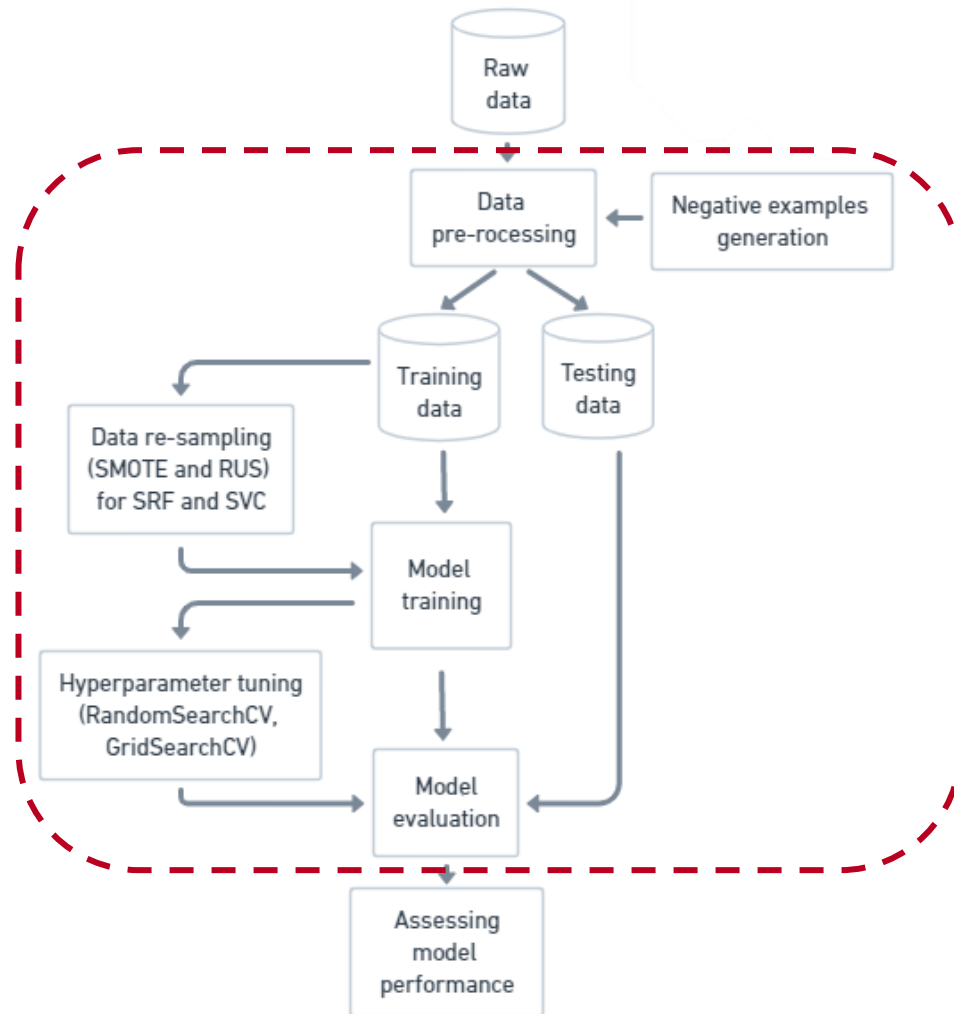 Raw
data
Data
pre-rocessing
Negative examples
generation
Training
data
Testing
data
Data re-sampling
(SMOTE and RUS)
for SRF and SVC
Model
training
Hyperparameter tuning
(RandomSearchCV,
GridSearchCV)
Model
evaluation
Assessing
model
performance